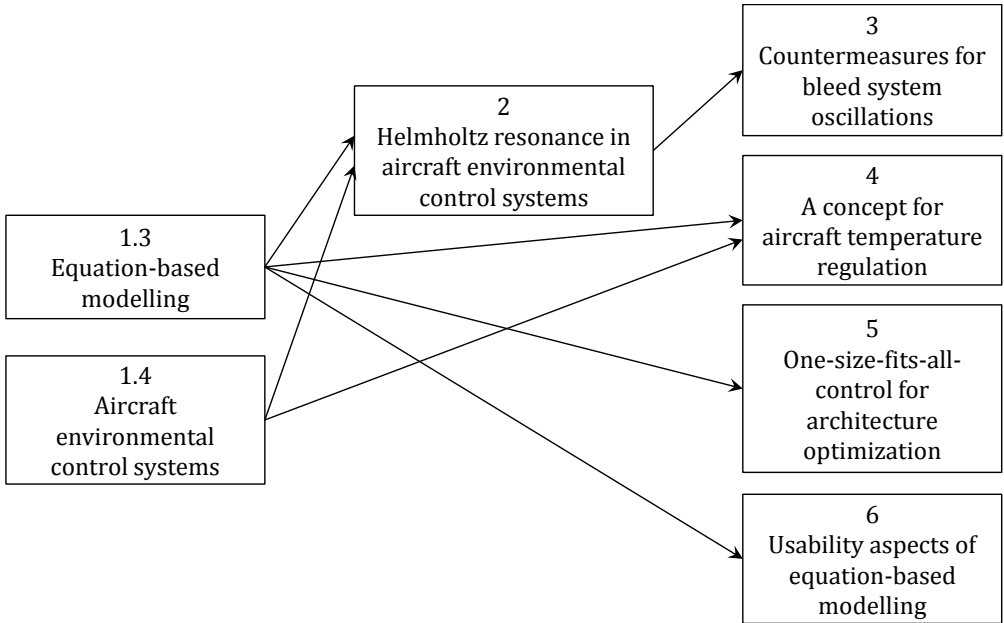 1.3
Equation-based
modelling
1.4
Aircraft
environmental
control systems
2
Helmholtz resonance in
aircraft environmental
control systems
3
Countermeasures for
bleed system
oscillations
4
A concept for
aircraft temperature
regulation
5
One-size-fits-all-
control for
architecture
optimization
6
Usability aspects of
equation-based
modelling